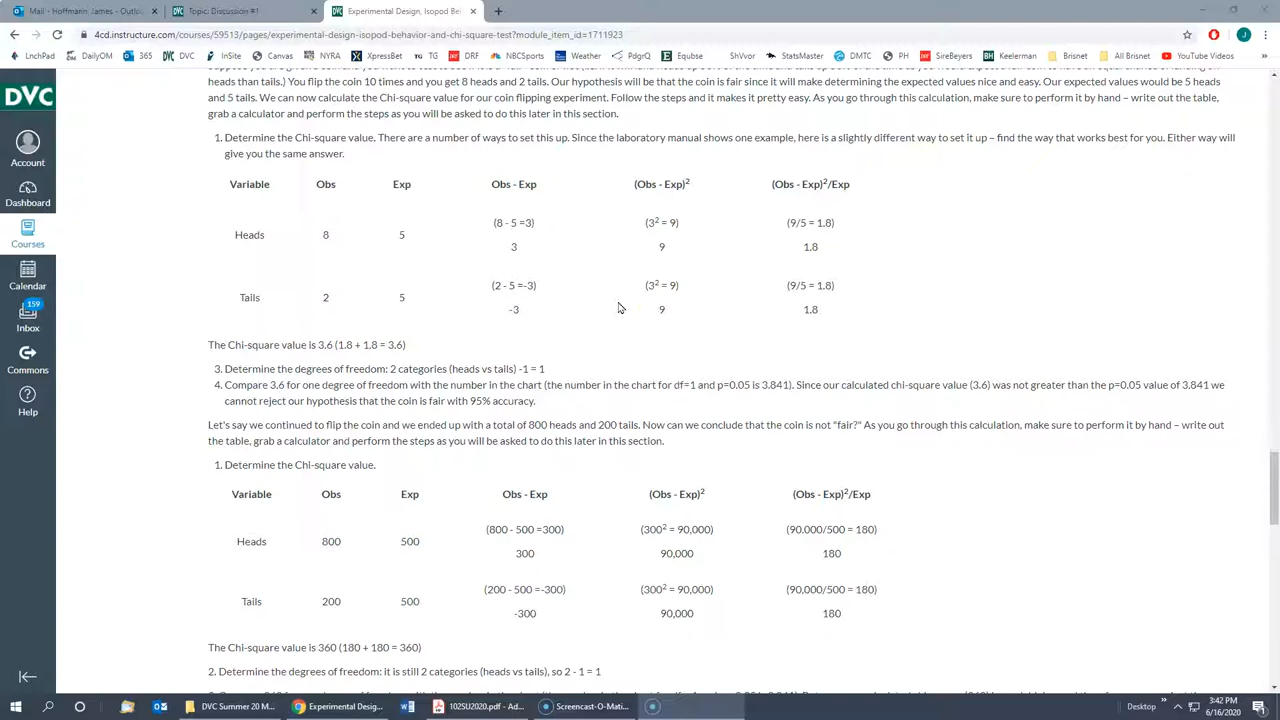 Mail - Hoffmann James - Outloo
Topic: Discussion!
Experimental Design, Isopod Beh
4cd.instructure.com/courses/59513/pages/experimental-design-isopod-behavior-and-chi-square-test?module_item_id=1711923
LnchPad DailyOM 365 DVC InSite Cognos NYRA XpressBet TG DRF NBCSports Weather PdgrQ Equbse ShVvor StatsMaster DMTC PH SireBeyers Keelerman Brisnet All Brisnet YouTube Videos
DVC
Account
Dashboard
Courses
Calendar
159
Inbox
Commons
Help
heads than tails.) You flip the coin 10 times and you get 8 heads and 2 tails. Our hypothesis will be that the coin is fair since it will make determining the expected values nice and easy. Our expected values would be 5 heads
and 5 tails. We can now calculate the Chi-square value for our coin flipping experiment. Follow the steps and it makes it pretty easy. As you go through this calculation, make sure to perform it by hand – write out the table,
grab a calculator and perform the steps as you will be asked to do this later in this section.
1. Determine the Chi-square value. There are a number of ways to set this up. Since the laboratory manual shows one example, here is a slightly different way to set it up – find the way that works best for you. Either way will
give you the same answer.
Variable Obs Exp Obs - Exp (Obs - Exp)² (Obs - Exp)²/Exp
(8 - 5 =3) (3² = 9) (9/5 = 1.8)
Heads 8 5
3 9 1.8
(2 - 5 =-3) (3² = 9) (9/5 = 1.8)
Tails 2 5
-3 9 1.8
The Chi-square value is 3.6 (1.8 + 1.8 = 3.6)
3. Determine the degrees of freedom: 2 categories (heads vs tails) -1 = 1
4. Compare 3.6 for one degree of freedom with the number in the chart (the number in the chart for df=1 and p=0.05 is 3.841). Since our calculated chi-square value (3.6) was not greater than the p=0.05 value of 3.841 we
cannot reject our hypothesis that the coin is fair with 95% accuracy.
Let's say we continued to flip the coin and we ended up with a total of 800 heads and 200 tails. Now can we conclude that the coin is not "fair?" As you go through this calculation, make sure to perform it by hand – write out
the table, grab a calculator and perform the steps as you will be asked to do this later in this section.
1. Determine the Chi-square value.
Variable Obs Exp Obs - Exp (Obs - Exp)² (Obs - Exp)²/Exp
(800 - 500 =300) (300² = 90,000) (90.000/500 = 180)
Heads 800 500
300 90,000 180
(200 - 500 =-300) (300² = 90,000) (90,000/500 = 180)
Tails 200 500
-300 90,000 180
The Chi-square value is 360 (180 + 180 = 360)
2. Determine the degrees of freedom: it is still 2 categories (heads vs tails), so 2 - 1 = 1
DVC Summer 20 M...
Experimental Desig...
102SU2020.pdf - Ad...
Screencast-O-Mati...
Desktop
3:42 PM
6/16/2020